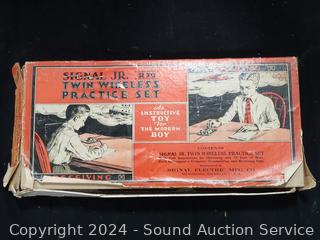 SIGNAL JR. R70
TWIN WIRELESS
PRACTICE SET
An
INSTRUCTIVE
TOY
for
THE MODERN
BOY
CONTENTS
SIGNAL JR. TWIN WIRELESS PRACTICE SET
SIGNAL ELECTRIC MFG. CO.
RECEIVING
Copyright 2024 - Sound Auction Service